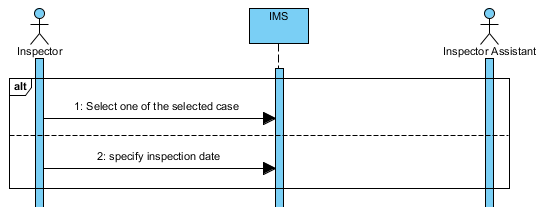 IMS
Inspector
Inspector Assistant
alt
1: Select one of the selected case
2: specify inspection date